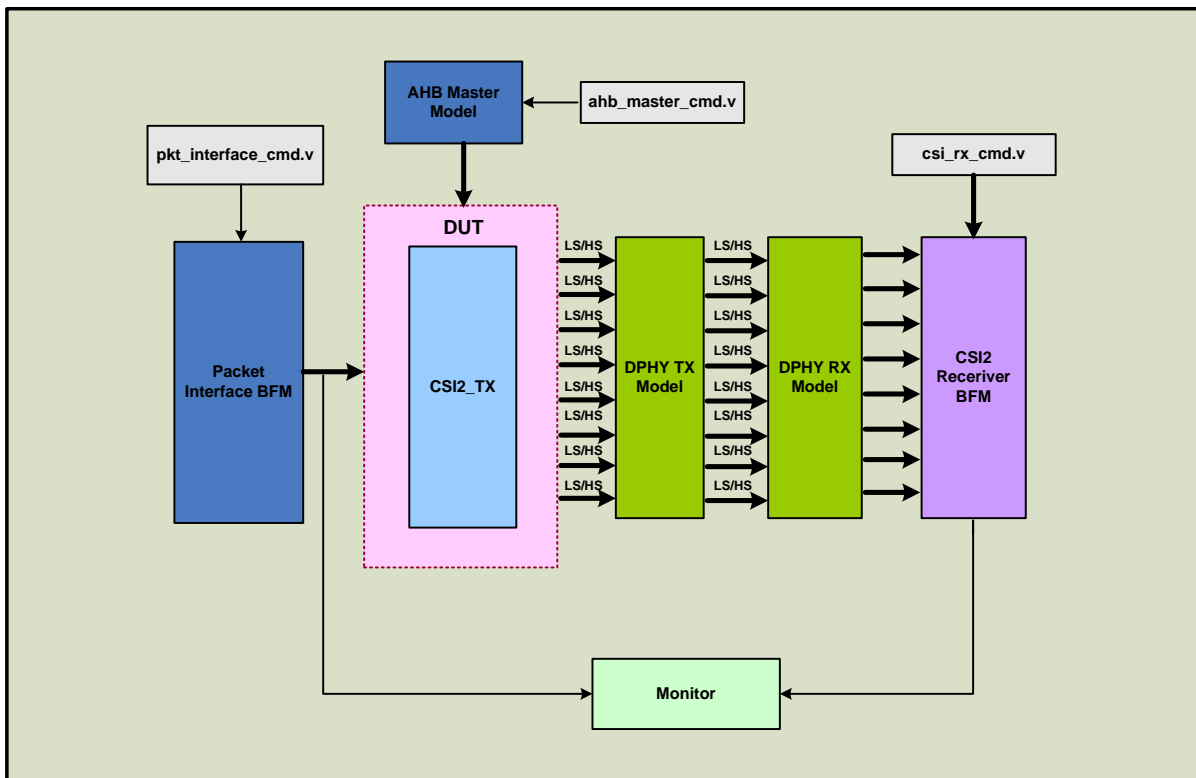 AHB Master
Model
ahb_master_cmd.v
pkt_interface_cmd.v
csi_rx_cmd.v
DUT
LS/HS LS/HS
LS/HS LS/HS
LS/HS LS/HS
LS/HS LS/HS
Packet
Interface BFM
CSI2_TX
DPHY TX
Model
DPHY RX
Model
CSI2
Receriver
BFM
LS/HS LS/HS
LS/HS LS/HS
LS/HS LS/HS
LS/HS LS/HS
Monitor